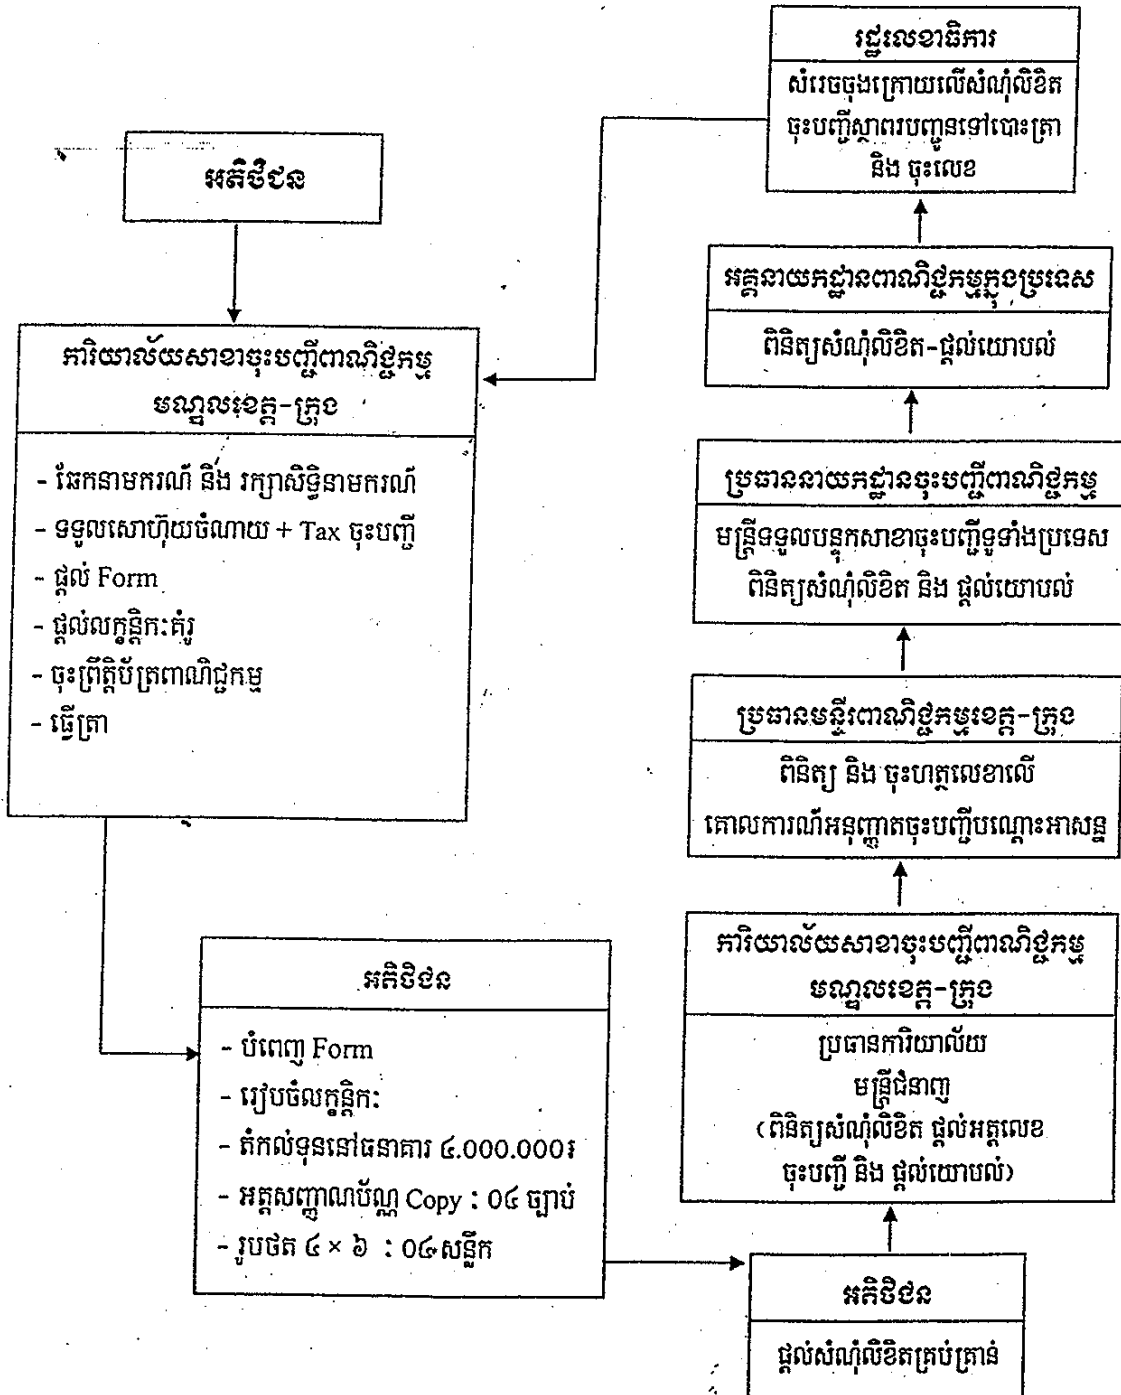 អតិថិជន
ការិយាល័យសាខាចុះបញ្ជីពាណិជ្ជកម្ម
មណ្ឌលខេត្ត-ក្រុង
- ឆែកនាមករណ៍ និង រក្សាសិទ្ធិនាមករណ៍
- ទទួលសោហ៊ុយចំណាយ + Tax ចុះបញ្ជី
- ផ្តល់ Form
- ផ្តល់លក្ខន្តិកៈគំរូ
- ចុះព្រឹត្តិប័ត្រពាណិជ្ជកម្ម
- ធ្វើត្រា
អតិថិជន
- បំពេញ Form
- រៀបចំលក្ខន្តិកៈ
- តំកល់ទុននៅធនាគារ ៤.០០០.០០០៛
- អត្តសញ្ញាណប័ណ្ណ Copy : ០៤ ច្បាប់
- រូបថត ៤ × ៦ : ០៤ សន្លឹក
អតិថិជន
ផ្តល់សំណុំលិខិតគ្រប់គ្រាន់
ការិយាល័យសាខាចុះបញ្ជីពាណិជ្ជកម្ម
មណ្ឌលខេត្ត-ក្រុង
ប្រធានការិយាល័យ
មន្ត្រីជំនាញ
(ពិនិត្យសំណុំលិខិត ផ្តល់អត្តលេខ
ចុះបញ្ជី និង ផ្តល់យោបល់)
ប្រធានមន្ទីរពាណិជ្ជកម្មខេត្ត-ក្រុង
ពិនិត្យ និង ចុះហត្ថលេខាលើ
គោលការណ៍អនុញ្ញាតចុះបញ្ជីបណ្តោះអាសន្ន
ប្រធាននាយកដ្ឋានចុះបញ្ជីពាណិជ្ជកម្ម
មន្ត្រីទទួលបន្ទុកសាខាចុះបញ្ជីទូទាំងប្រទេស
ពិនិត្យសំណុំលិខិត និង ផ្តល់យោបល់
អគ្គនាយកដ្ឋានពាណិជ្ជកម្មក្នុងប្រទេស
ពិនិត្យសំណុំលិខិត-ផ្តល់យោបល់
រដ្ឋលេខាធិការ
សំរេចចុងក្រោយលើសំណុំលិខិត
ចុះបញ្ជីស្ថាពរបញ្ជូនទៅបោះត្រា
និង ចុះលេខ